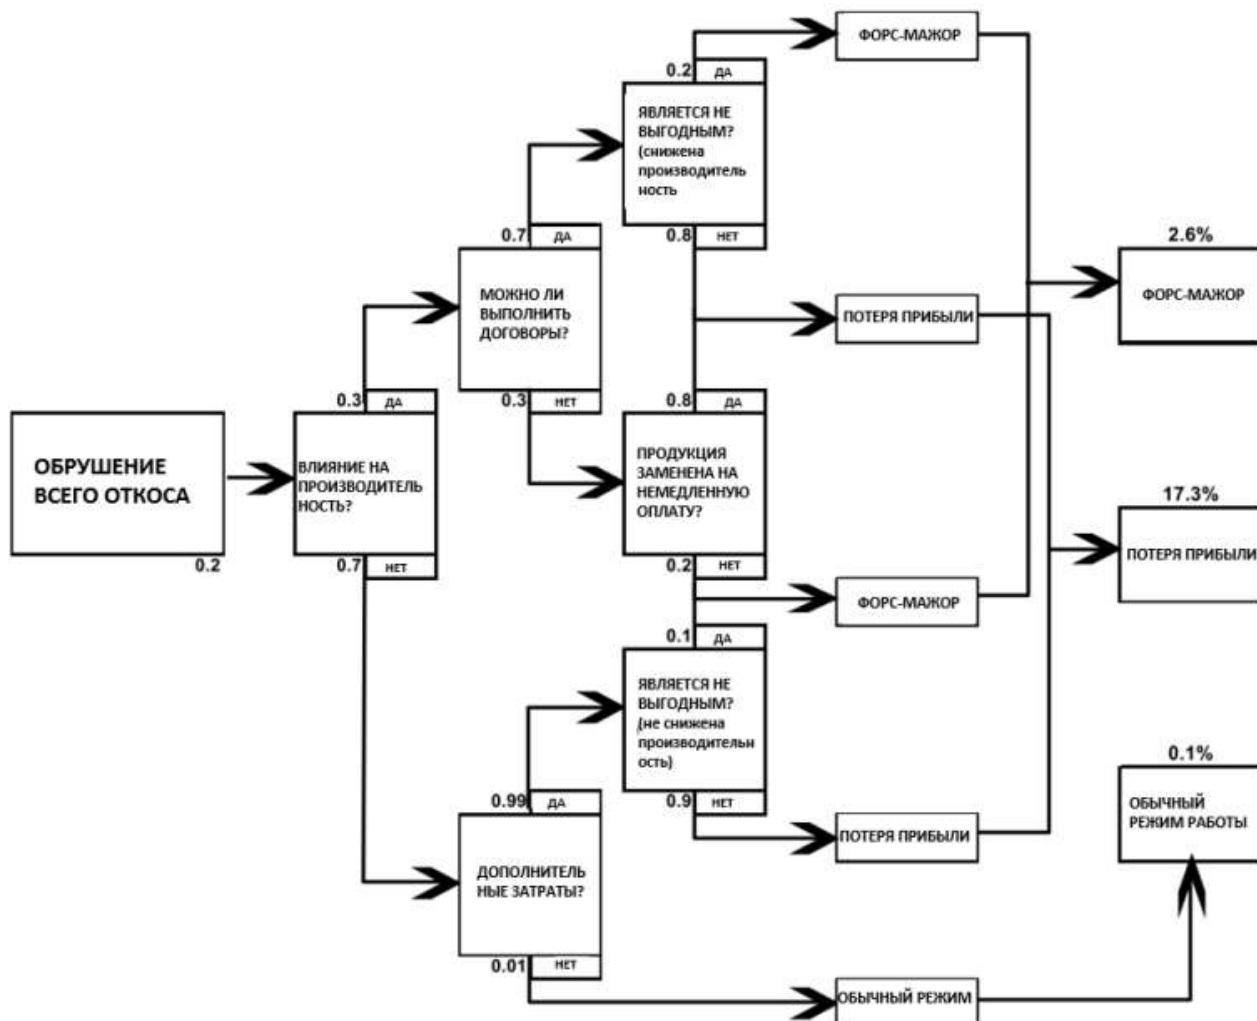 ОБРУШЕНИЕ
ВСЕГО ОТКОСА
0.2
0.3
ДА
ВЛИЯНИЕ НА
ПРОИЗВОДИТЕЛЬ
НОСТЬ?
0.7
НЕТ
0.7
ДА
МОЖНО ЛИ
ВЫПОЛНИТЬ
ДОГОВОРЫ?
0.3
НЕТ
0.99
ДА
ДОПОЛНИТЕЛЬ
НЫЕ ЗАТРАТЫ?
0.01
НЕТ
0.2
ДА
ЯВЛЯЕТСЯ НЕ
ВЫГОДНЫМ?
(снижена
производитель
ность
0.8
НЕТ
0.8
ДА
ПРОДУКЦИЯ
ЗАМЕНЕНА НА
НЕМЕДЛЕННУЮ
ОПЛАТУ?
0.2
НЕТ
0.1
ДА
ЯВЛЯЕТСЯ НЕ
ВЫГОДНЫМ?
(не снижена
производительн
ость)
0.9
НЕТ
ФОРС-МАЖОР
ПОТЕРЯ ПРИБЫЛИ
ФОРС-МАЖОР
ПОТЕРЯ ПРИБЫЛИ
ОБЫЧНЫЙ РЕЖИМ
2.6%
ФОРС-МАЖОР
17.3%
ПОТЕРЯ ПРИБЫЛИ
0.1%
ОБЫЧНЫЙ
РЕЖИМ РАБОТЫ